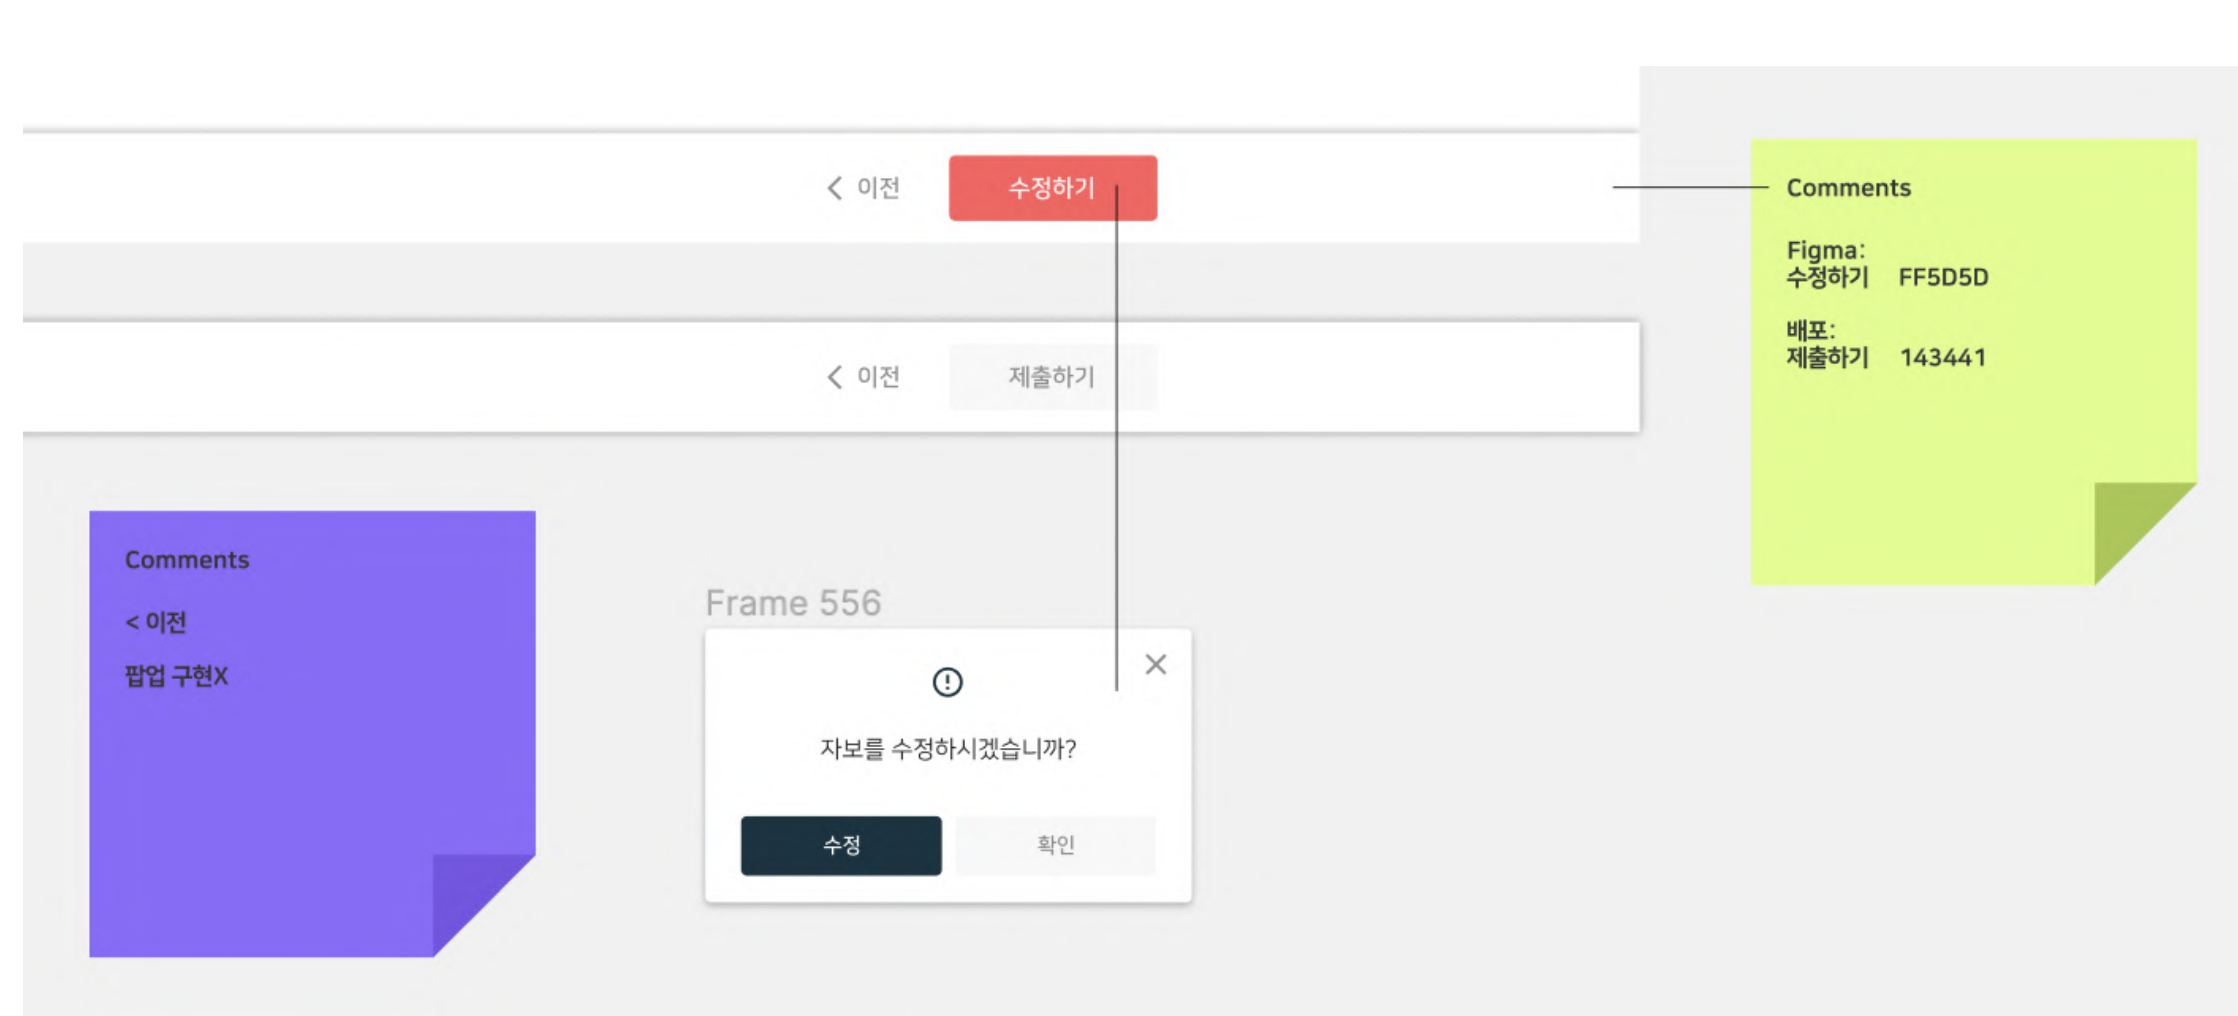 이전
수정하기
Comments
Figma:
수정하기 FF5D5D
배포:
제출하기 143441
이전
제출하기
Comments
< 이전
팝업 구현X
Frame 556
자보를 수정하시겠습니까?
수정
확인